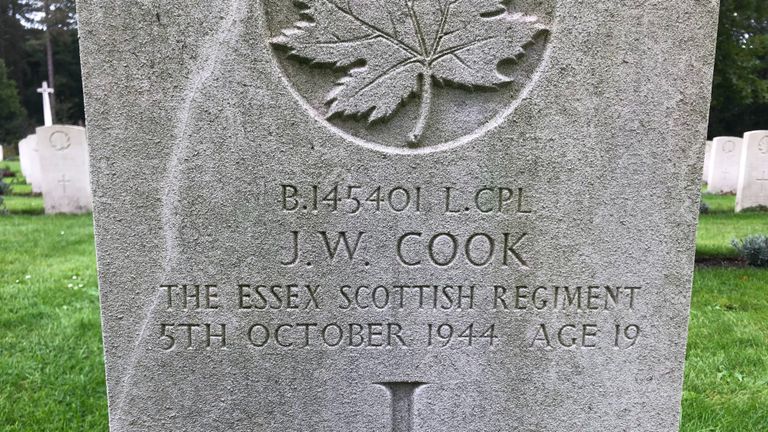 B.145401 L.CPL
J.W. COOK
THE ESSEX SCOTTISH REGIMENT
5TH OCTOBER 1944 AGE 19